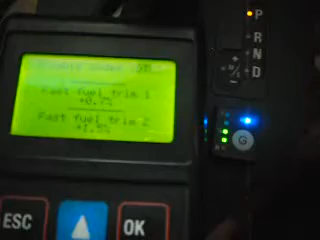 Fast fuel trim 1
+0.7%
Fast fuel trim 2
+1.5%
ESC
OK
P
R
N
D
+
-
G